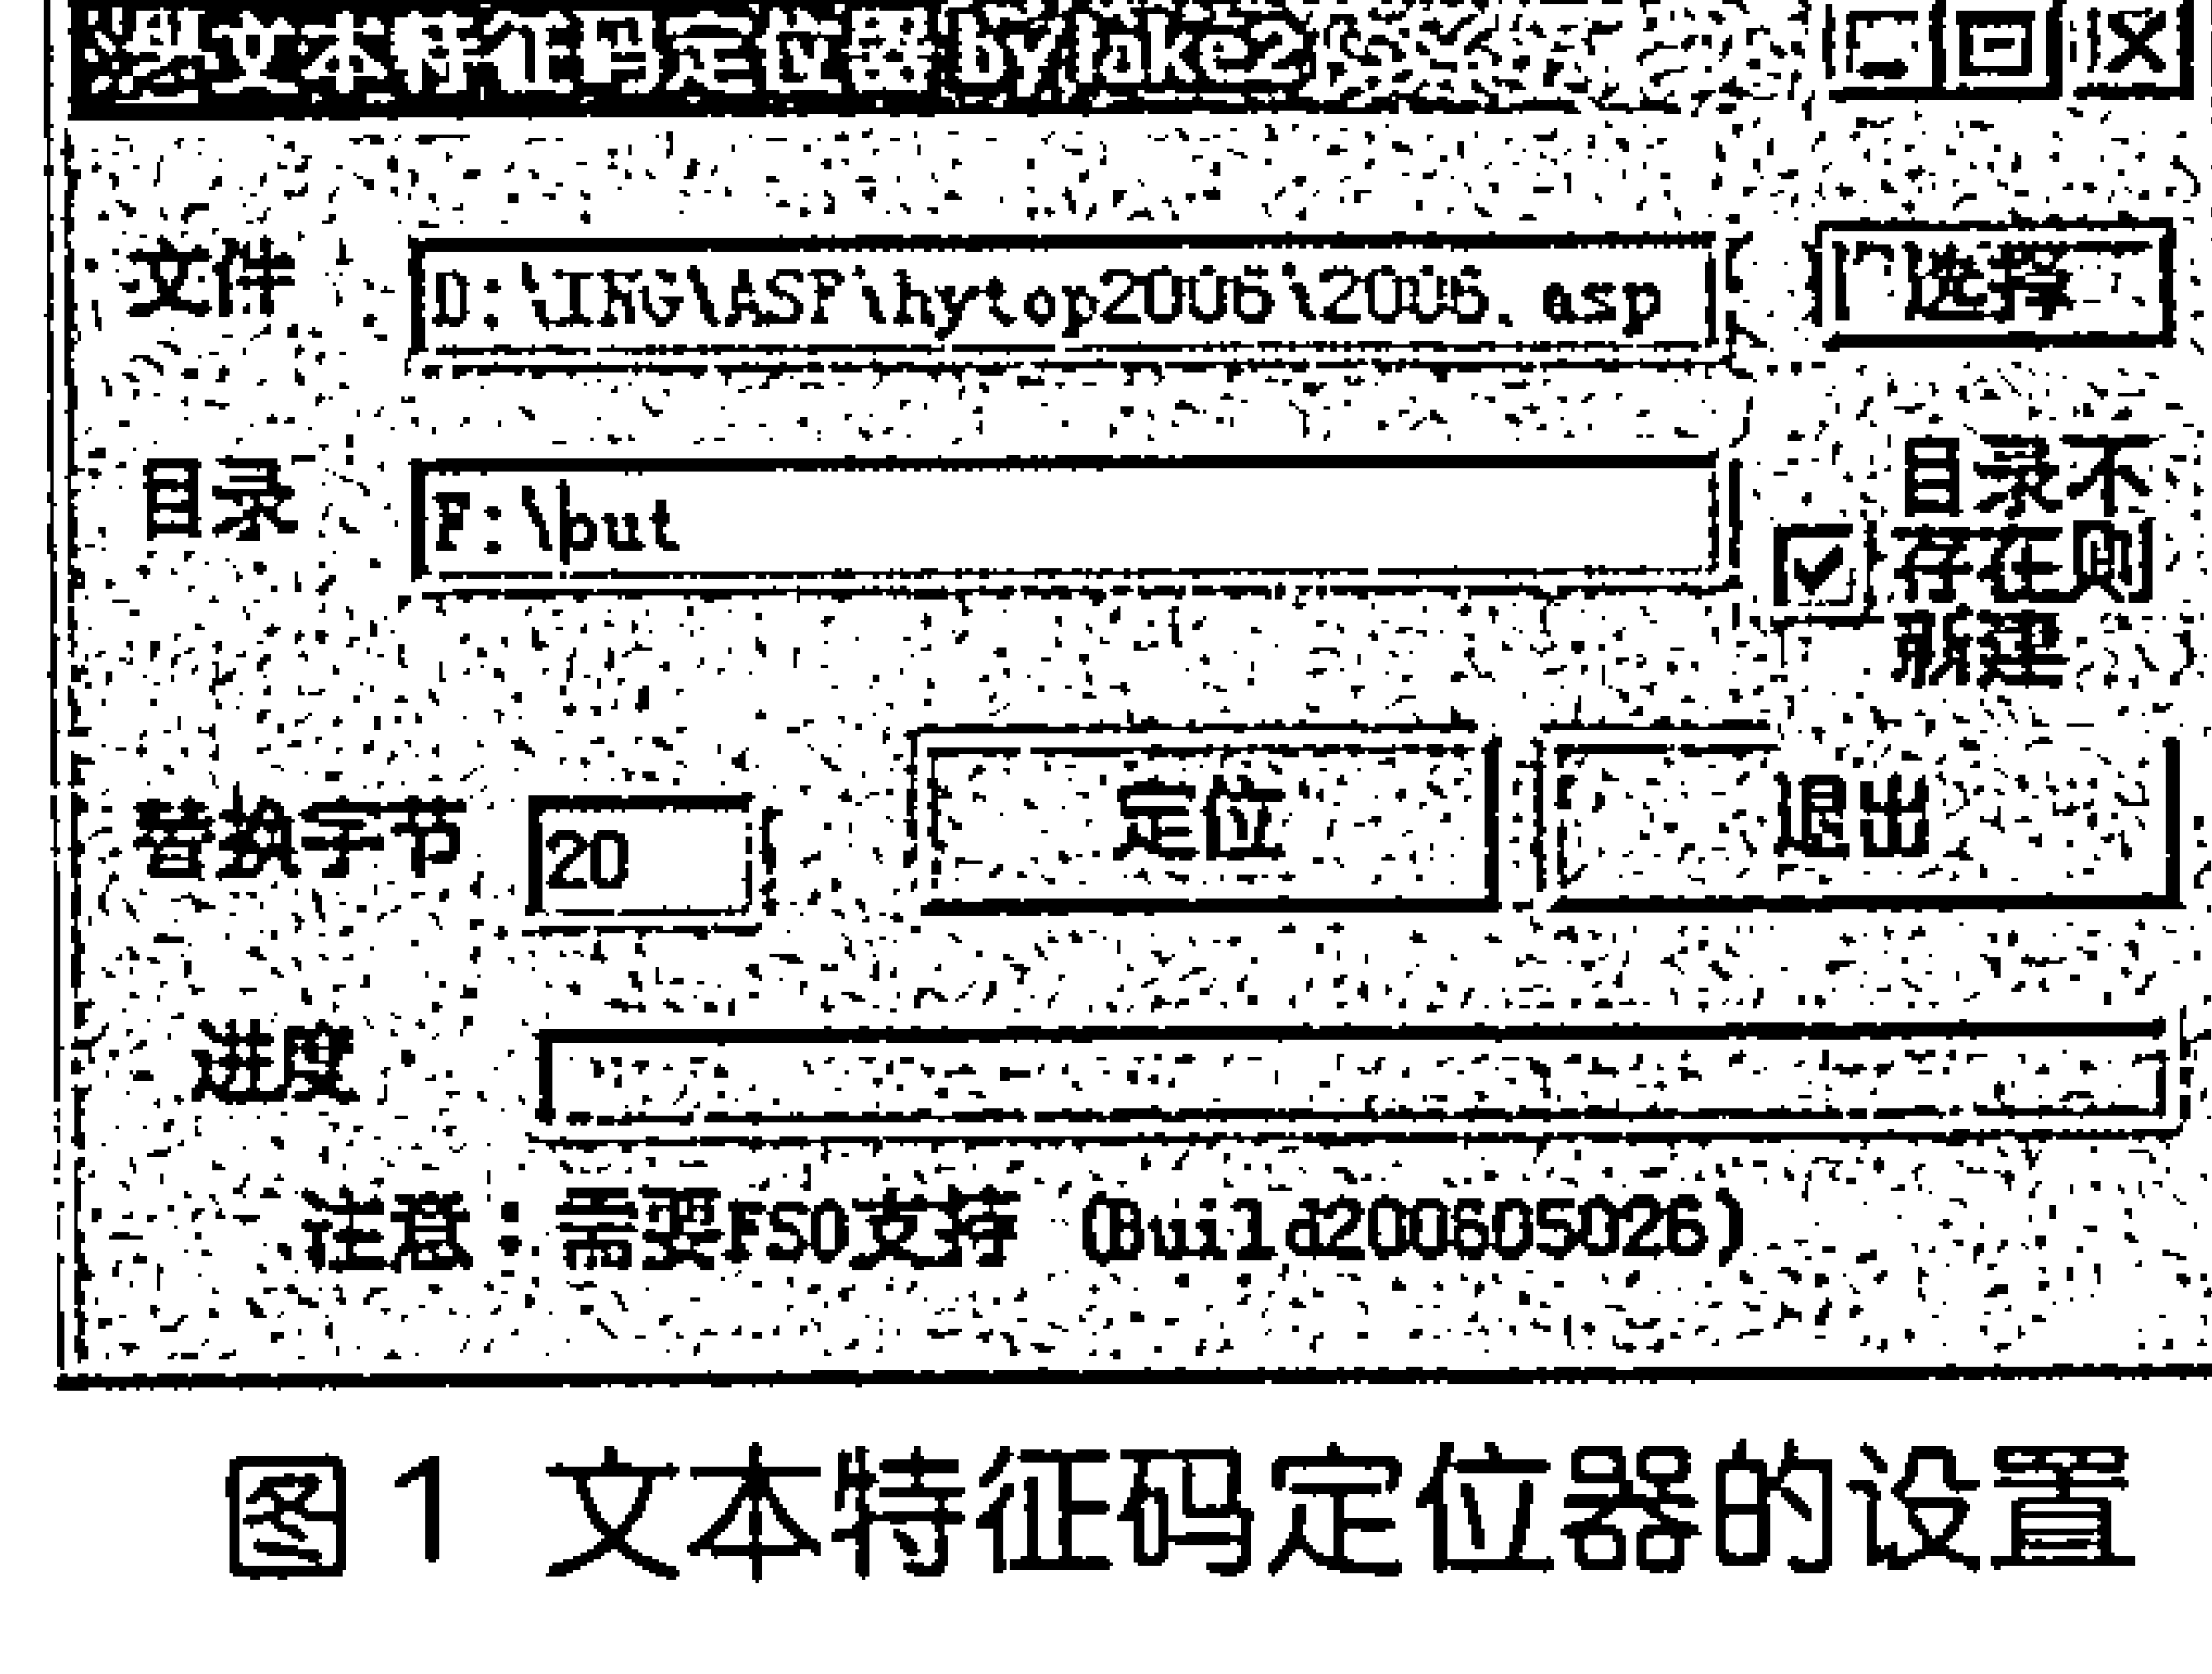 文本特征码定位器 by lake2
文件 D:\ING\ASP\hytop2006\2006.asp 选择
目录 F:\but
目录不
存在则
新建
替换字节 20 定位 退出
进度
注意：需要FSO支持 (Build200605026)
图1 文本特征码定位器的设置